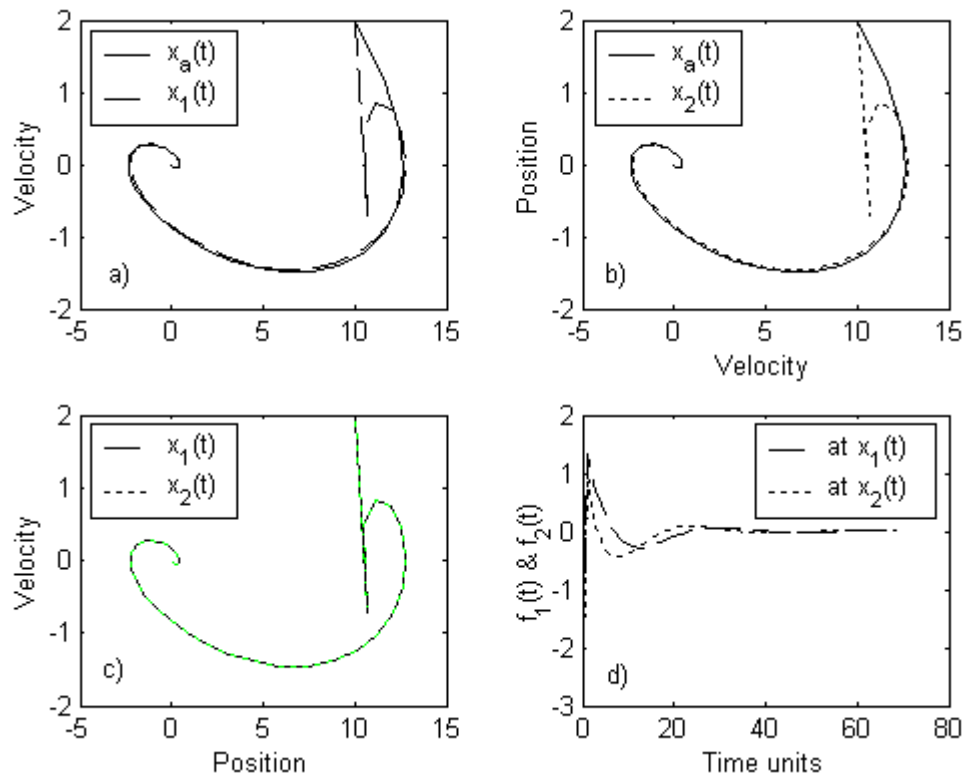 2
1
0
-1
-2
Velocity
x_a(t)
x_1(t)
a)
-5 0 5 10 15
2
1
0
-1
-2
Position
x_a(t)
x_2(t)
b)
-5 0 5 10 15
Velocity
2
1
0
-1
-2
Velocity
x_1(t)
x_2(t)
c)
-5 0 5 10 15
Position
2
1
0
-1
-2
-3
f_1(t) & f_2(t)
at x_1(t)
at x_2(t)
d)
0 20 40 60 80
Time units